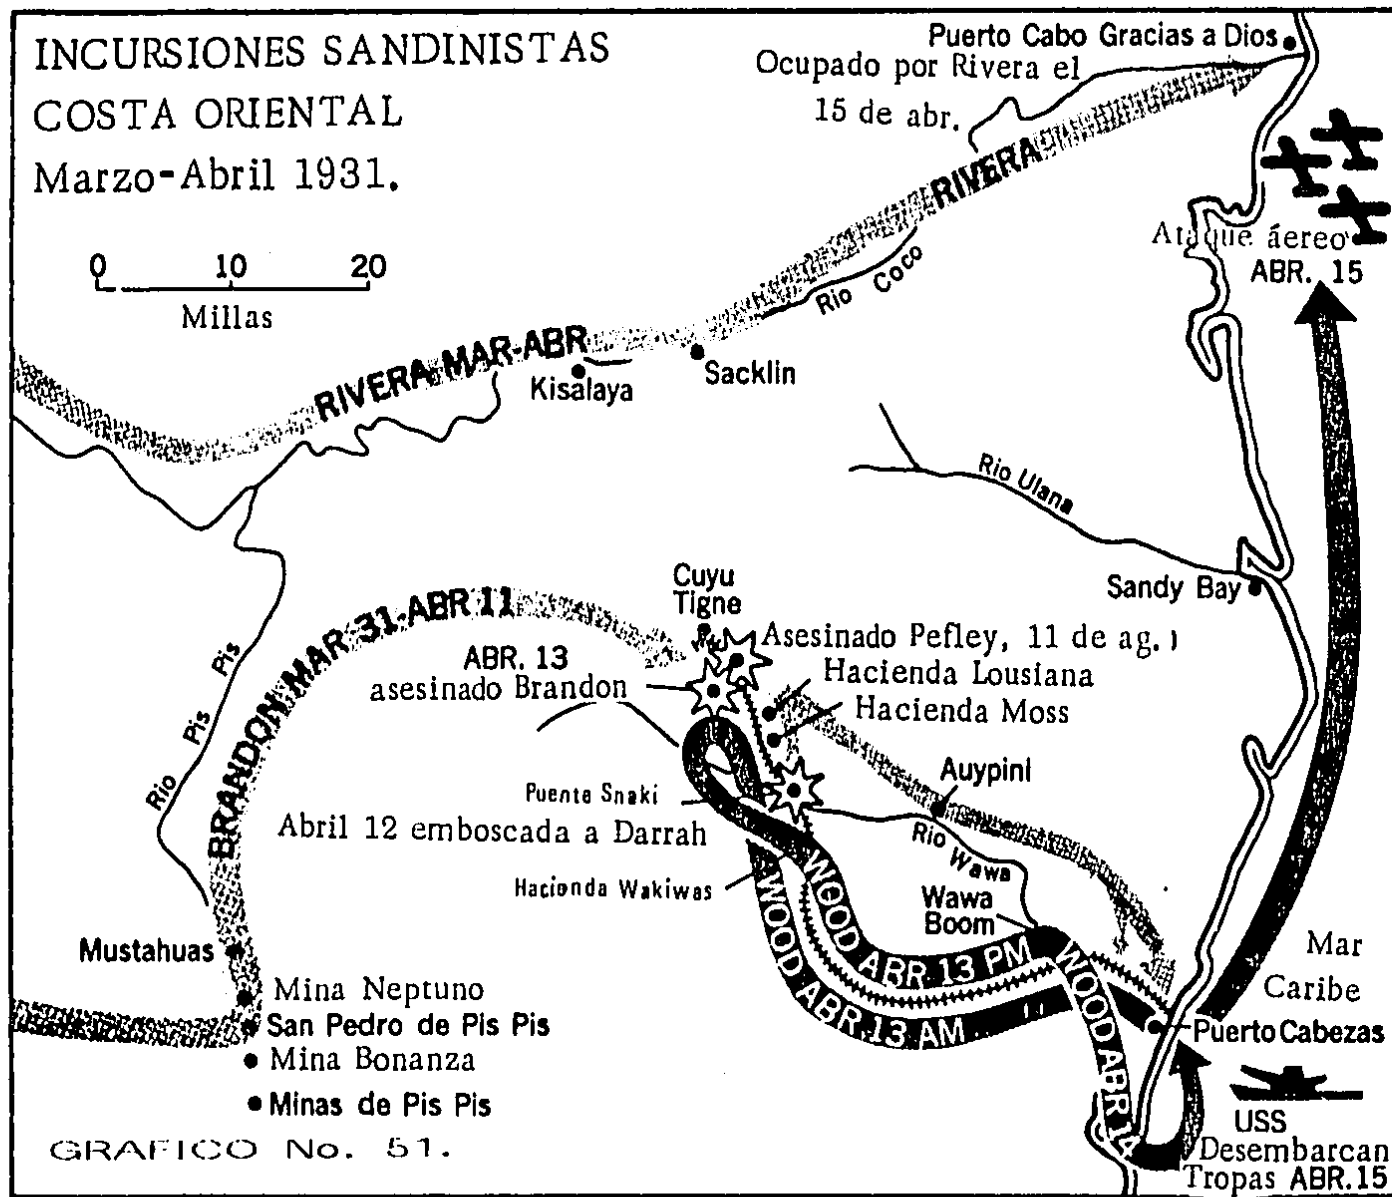 INCURSIONES SANDINISTAS
COSTA ORIENTAL
Marzo-Abril 1931.
0 10 20
Millas
Puerto Cabo Gracias a Dios
Ocupado por Rivera el
15 de abr.
RIVERA
Ataque áereo
ABR. 15
Rio Coco
RIVERA MAR-ABR
Kisalaya
Sacklin
Rio Ulana
Sandy Bay
Cuyu
Tigne
BRANDON MAR 31-ABR 11
Rio Pis Pis
Asesinado Pefley, 11 de ag.
ABR. 13
asesinado Brandon
Hacienda Lousiana
Hacienda Moss
Auypini
Puente Snaki
Abril 12 emboscada a Darrah
Rio Wawa
Hacienda Wakiwas
Wawa
Boom
WOOD ABR 13 PM
WOOD ABR.13 AM
WOOD ABR 14
Mustahuas
Mina Neptuno
San Pedro de Pis Pis
Mina Bonanza
Minas de Pis Pis
Mar
Caribe
Puerto Cabezas
USS
Desembarcan
Tropas ABR.15
GRAFICO No. 51.